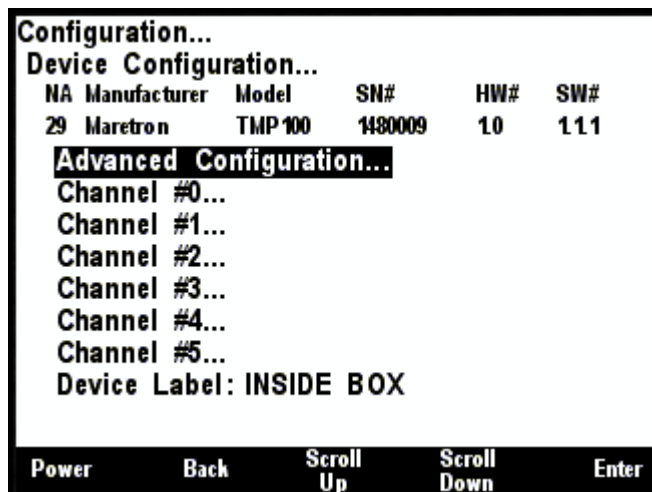 Configuration...
Device Configuration...
NA Manufacturer Model SN# HW# SW#
29 Maretron TMP100 1480009 1.0 1.1.1
Advanced Configuration...
Channel #0...
Channel #1...
Channel #2...
Channel #3...
Channel #4...
Channel #5...
Device Label: INSIDE BOX
Power Back Scroll Up Scroll Down Enter